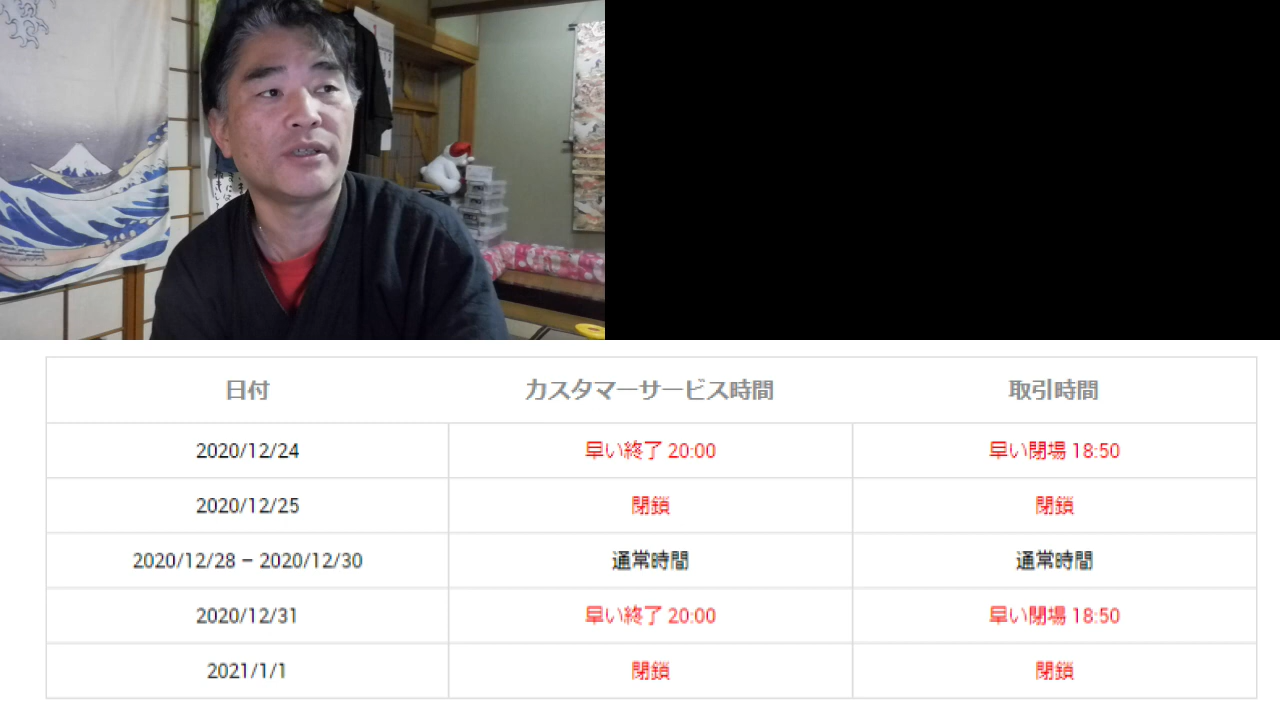 日付 カスタマーサービス時間 取引時間
2020/12/24 早い終了 20:00 早い閉場 18:50
2020/12/25 閉鎖 閉鎖
2020/12/28 – 2020/12/30 通常時間 通常時間
2020/12/31 早い終了 20:00 早い閉場 18:50
2021/1/1 閉鎖 閉鎖